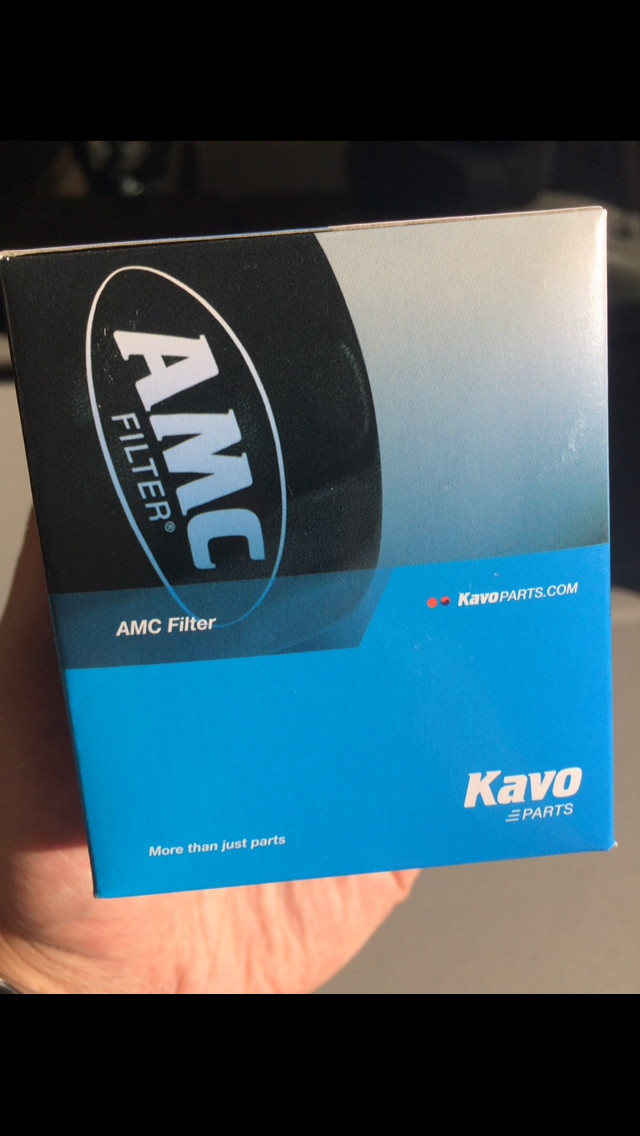 AMC
FILTER®
AMC Filter
KavoPARTS.COM
Kavo
PARTS
More than just parts